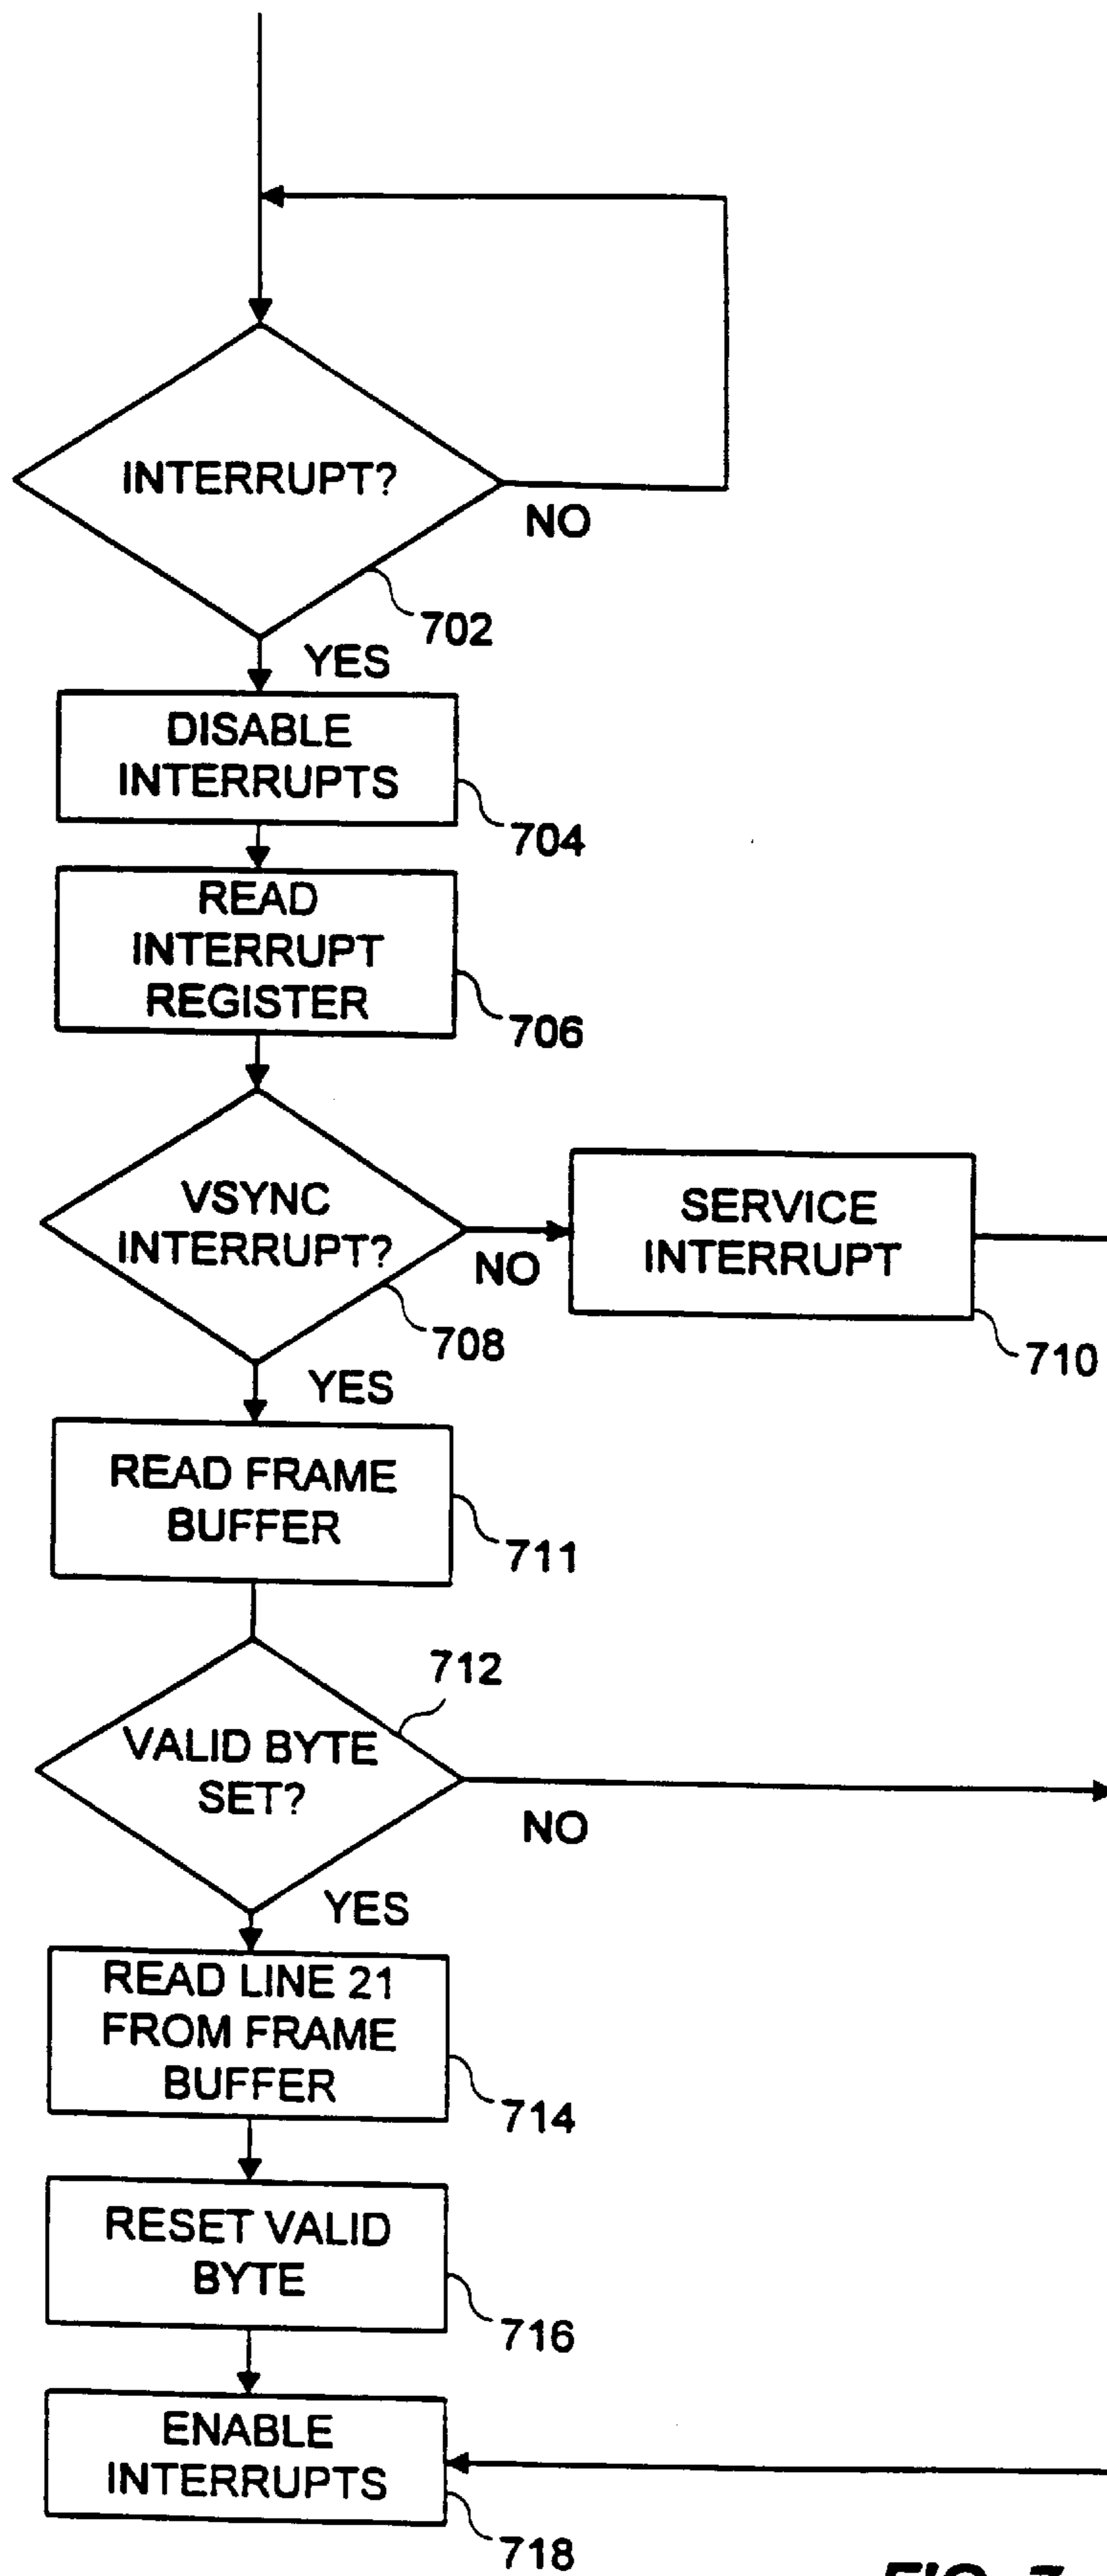 INTERRUPT?
NO
702
YES
DISABLE
INTERRUPTS
704
READ
INTERRUPT
REGISTER
706
VSYNC
INTERRUPT?
NO
708
SERVICE
INTERRUPT
710
YES
READ FRAME
BUFFER
711
712
VALID BYTE
SET?
NO
YES
READ LINE 21
FROM FRAME
BUFFER
714
RESET VALID
BYTE
716
ENABLE
INTERRUPTS
718